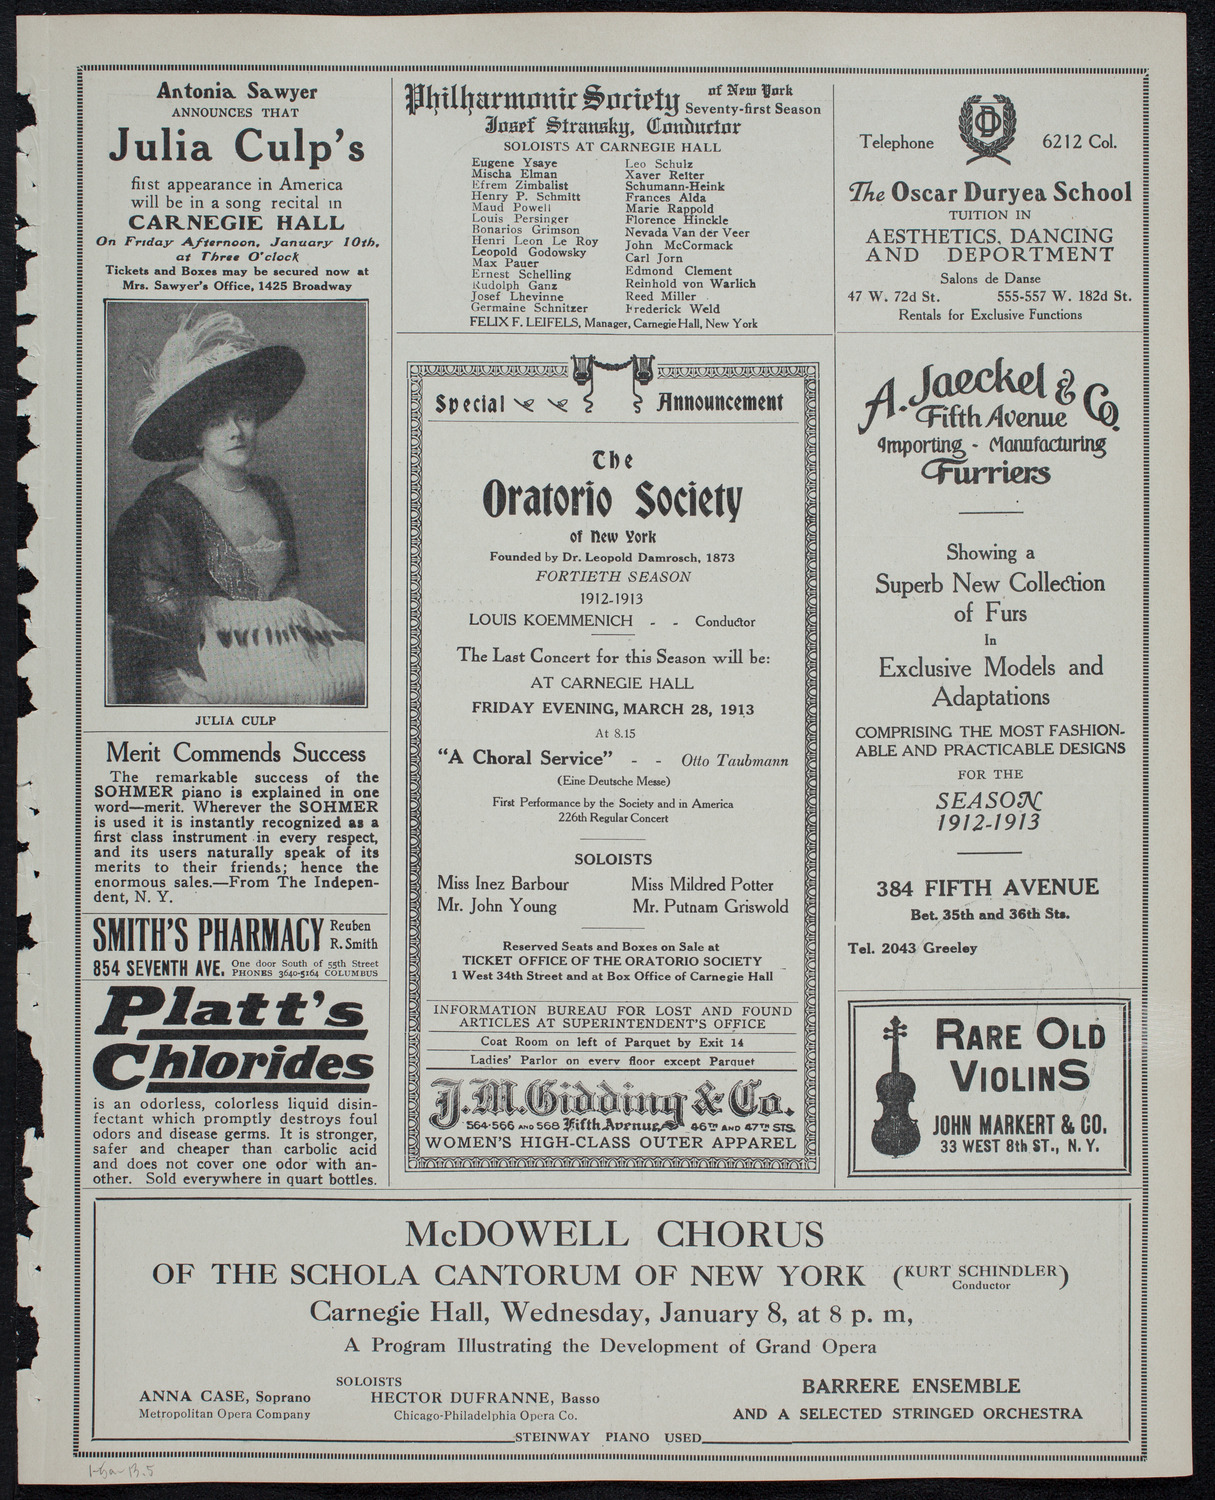 Antonia Sawyer
ANNOUNCES THAT
Julia Culp's
first appearance in America
will be in a song recital in
CARNEGIE HALL
On Friday Afternoon, January 10th,
at Three O'clock
Tickets and Boxes may be secured now at
Mrs. Sawyer's Office, 1425 Broadway
JULIA CULP
Merit Commends Success
The remarkable success of the
SOHMER piano is explained in one
word—merit. Wherever the SOHMER
is used it is instantly recognized as a
first class instrument in every respect,
and its users naturally speak of its
merits to their friends; hence the
enormous sales.—From The Indepen-
dent, N. Y.
SMITH'S PHARMACY Reuben
R. Smith
854 SEVENTH AVE. One door South of 55th Street
PHONES 3640-5164 COLUMBUS
Platt's
Chlorides
is an odorless, colorless liquid disin-
fectant which promptly destroys foul
odors and disease germs. It is stronger,
safer and cheaper than carbolic acid
and does not cover one odor with an-
other. Sold everywhere in quart bottles.
Philharmonic Society of New York
Seventy-first Season
Josef Stransky, Conductor
SOLOISTS AT CARNEGIE HALL
Eugene Ysaye
Mischa Elman
Efrem Zimbalist
Henry P. Schmitt
Maud Powell
Louis Persinger
Bonarios Grimson
Henri Leon Le Roy
Leopold Godowsky
Max Pauer
Ernest Schelling
Rudolph Ganz
Josef Lhevinne
Germaine Schnitzer
Leo Schulz
Xaver Reiter
Schumann-Heink
Frances Alda
Marie Rappold
Florence Hinckle
Nevada Van der Veer
John McCormack
Carl Jorn
Edmond Clement
Reinhold von Warlich
Reed Miller
Frederick Weld
FELIX F. LEIFELS, Manager, Carnegie Hall, New York
Special Announcement
The
Oratorio Society
of New York
Founded by Dr. Leopold Damrosch, 1873
FORTIETH SEASON
1912-1913
LOUIS KOEMMENICH - - Conductor
The Last Concert for this Season will be:
AT CARNEGIE HALL
FRIDAY EVENING, MARCH 28, 1913
At 8.15
"A Choral Service" - - Otto Taubmann
(Eine Deutsche Messe)
First Performance by the Society and in America
226th Regular Concert
SOLOISTS
Miss Inez Barbour Miss Mildred Potter
Mr. John Young Mr. Putnam Griswold
Reserved Seats and Boxes on Sale at
TICKET OFFICE OF THE ORATORIO SOCIETY
1 West 34th Street and at Box Office of Carnegie Hall
INFORMATION BUREAU FOR LOST AND FOUND
ARTICLES AT SUPERINTENDENT'S OFFICE
Coat Room on left of Parquet by Exit 14
Ladies' Parlor on every floor except Parquet
J. M. Gidding & Co.
564-566 AND 568 Fifth Avenue, 46TH AND 47TH STS.
WOMEN'S HIGH-CLASS OUTER APPAREL
Telephone OD 6212 Col.
The Oscar Duryea School
TUITION IN
AESTHETICS, DANCING
AND DEPORTMENT
Salons de Danse
47 W. 72d St. 555-557 W. 182d St.
Rentals for Exclusive Functions
A. Jaeckel & Co.
Fifth Avenue
Importing - Manufacturing
Furriers
Showing a
Superb New Collection
of Furs
In
Exclusive Models and
Adaptations
COMPRISING THE MOST FASHION-
ABLE AND PRACTICABLE DESIGNS
FOR THE
SEASON
1912-1913
384 FIFTH AVENUE
Bet. 35th and 36th Sts.
Tel. 2043 Greeley
RARE OLD
VIOLINS
JOHN MARKERT & CO.
33 WEST 8th ST., N. Y.
McDOWELL CHORUS
OF THE SCHOLA CANTORUM OF NEW YORK (KURT SCHINDLER)
Conductor
Carnegie Hall, Wednesday, January 8, at 8 p. m,
A Program Illustrating the Development of Grand Opera
SOLOISTS
ANNA CASE, Soprano
Metropolitan Opera Company
HECTOR DUFRANNE, Basso
Chicago-Philadelphia Opera Co.
BARRERE ENSEMBLE
AND A SELECTED STRINGED ORCHESTRA
STEINWAY PIANO USED